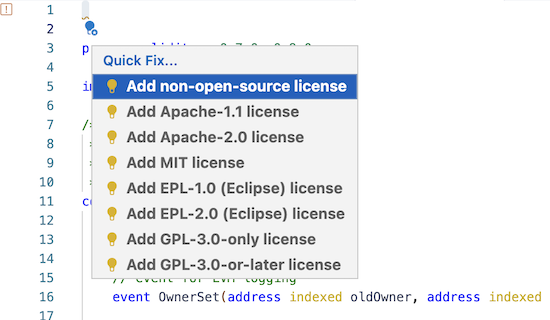 1
2
3
Quick Fix...
5 Add non-open-source license
6 Add Apache-1.1 license
7 /* Add Apache-2.0 license
8
9 Add MIT license
10 Add EPL-1.0 (Eclipse) license
11 co
12 Add EPL-2.0 (Eclipse) license
13 Add GPL-3.0-only license
14 Add GPL-3.0-or-later license
15 // event for EVM logging
16 event OwnerSet(address indexed oldOwner, address indexed
17